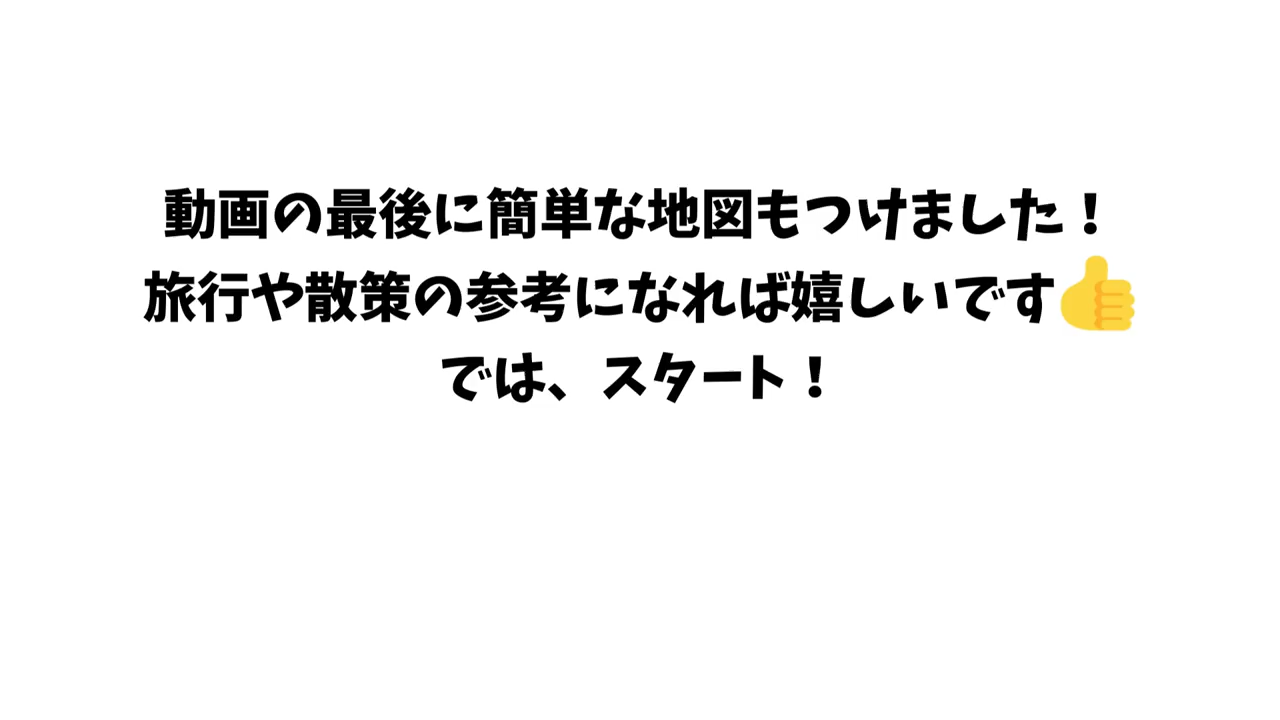 動画の最後に簡単な地図もつけました！
旅行や散策の参考になれば嬉しいです👍
では、スタート！